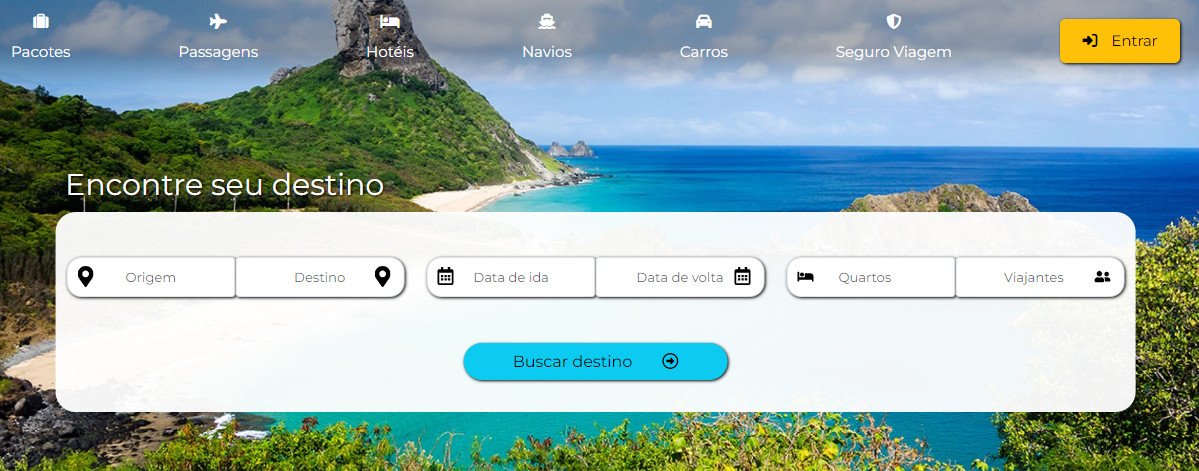 Pacotes Passagens Hotéis Navios Carros Seguro Viagem Entrar
Encontre seu destino
Origem Destino Data de ida Data de volta Quartos Viajantes
Buscar destino